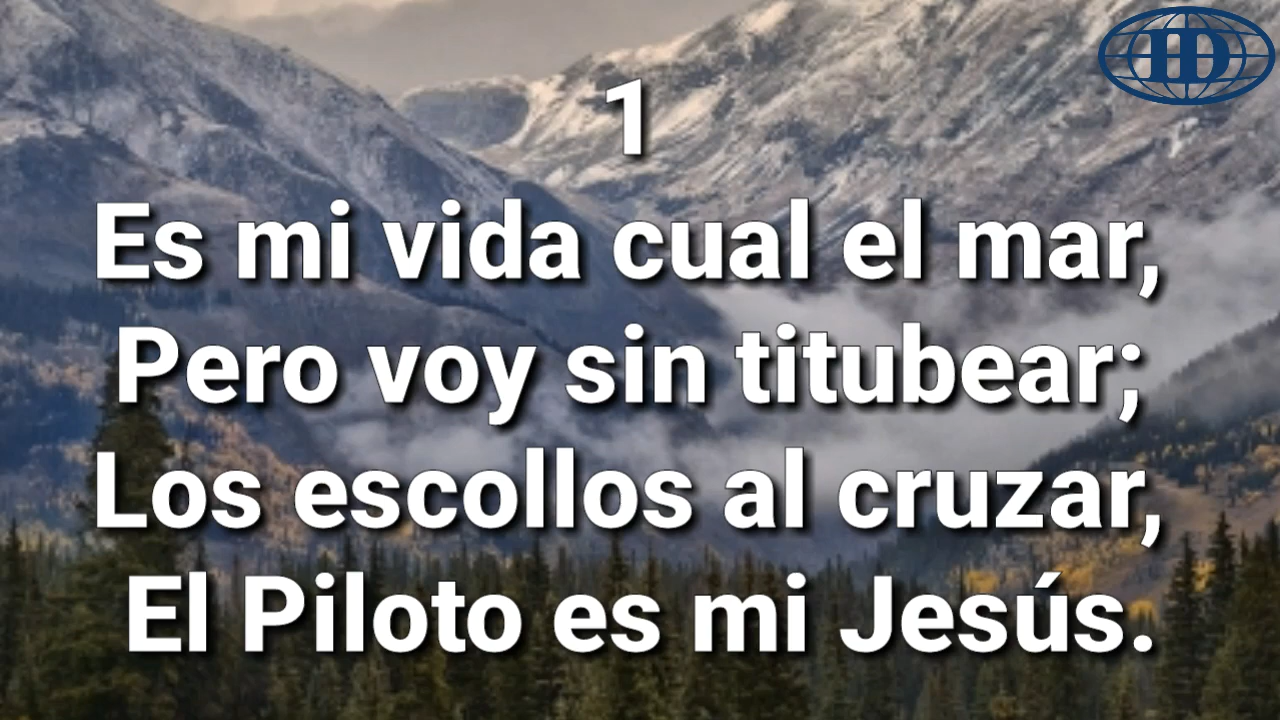 ID
1
Es mi vida cual el mar,
Pero voy sin titubear;
Los escollos al cruzar,
El Piloto es mi Jesús.